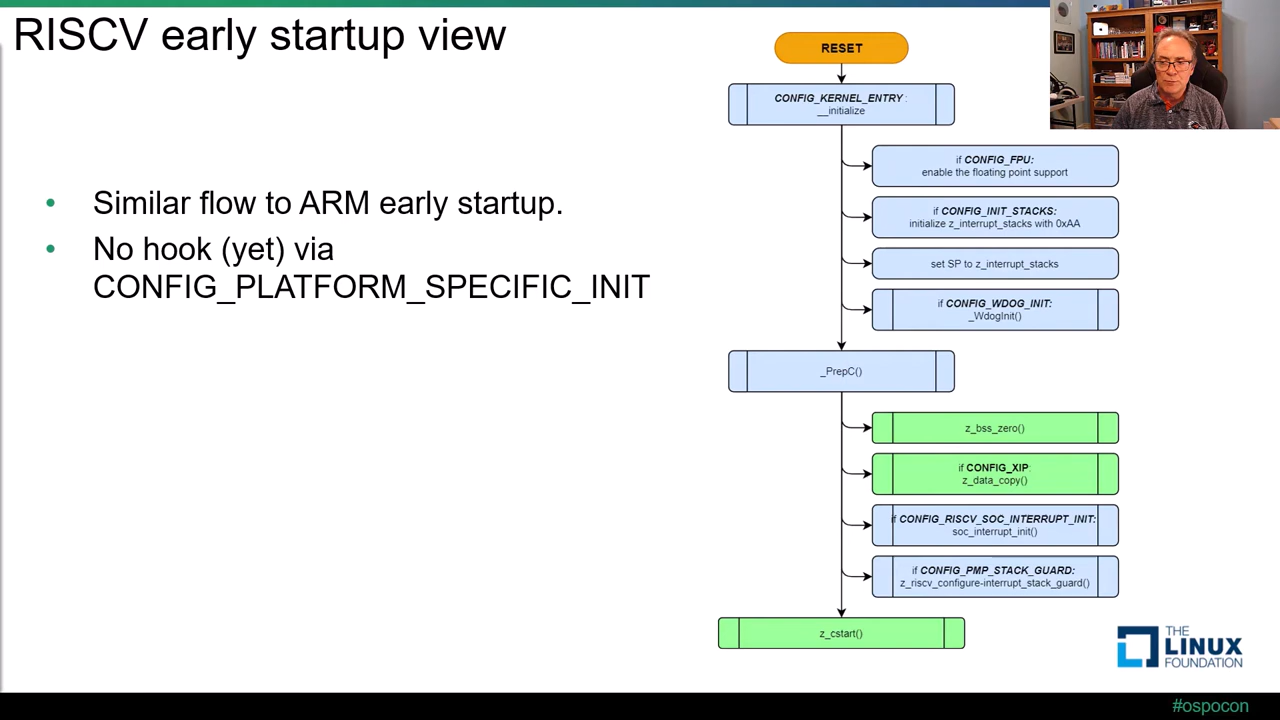 RISCV early startup view
• Similar flow to ARM early startup.
• No hook (yet) via
CONFIG_PLATFORM_SPECIFIC_INIT
RESET
CONFIG_KERNEL_ENTRY :
__initialize
if CONFIG_FPU:
enable the floating point support
if CONFIG_INIT_STACKS:
initialize z_interrupt_stacks with 0xAA
set SP to z_interrupt_stacks
if CONFIG_WDOG_INIT:
_WdogInit()
_PrepC()
z_bss_zero()
if CONFIG_XIP:
z_data_copy()
if CONFIG_RISCV_SOC_INTERRUPT_INIT:
soc_interrupt_init()
if CONFIG_PMP_STACK_GUARD:
z_riscv_configure-interrupt_stack_guard()
z_cstart()
THE
LINUX
FOUNDATION
#ospocon